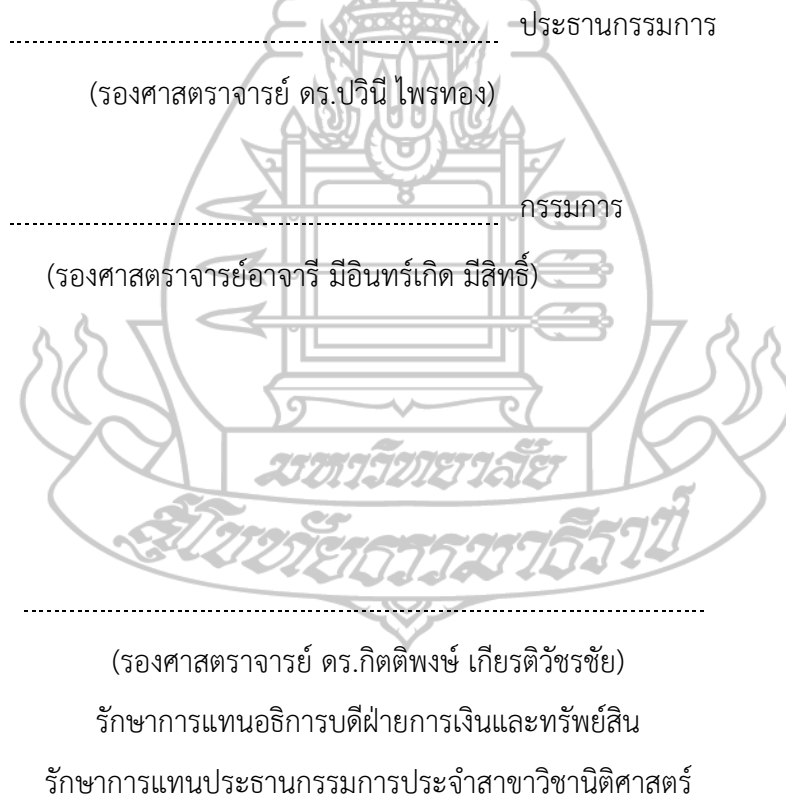 ประธานกรรมการ
(รองศาสตราจารย์ ดร.ปวินี ไพรทอง)
กรรมการ
(รองศาสตราจารย์อาจารี มีอินทร์เกิด มีสิทธิ์)
มหาวิทยาลัย
สุโขทัยธรรมาธิราช
(รองศาสตราจารย์ ดร.กิตติพงษ์ เกียรติวัชรชัย)
รักษาการแทนอธิการบดีฝ่ายการเงินและทรัพย์สิน
รักษาการแทนประธานกรรมการประจำสาขาวิชานิติศาสตร์